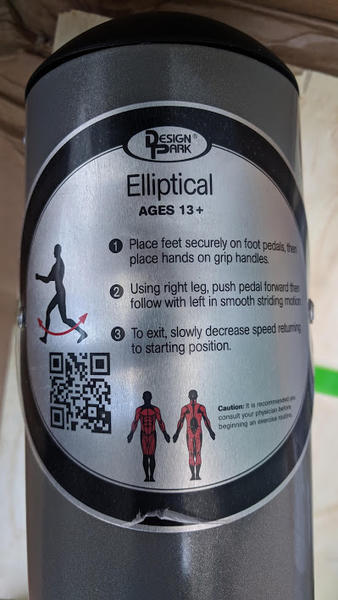 DESIGN®
PARK
Elliptical
AGES 13+
1 Place feet securely on foot pedals, then
place hands on grip handles.
2 Using right leg, push pedal forward then
follow with left in smooth striding motion
3 To exit, slowly decrease speed returning
to starting position.
Caution: It is recommended you
consult your physician before
beginning an exercise routine.